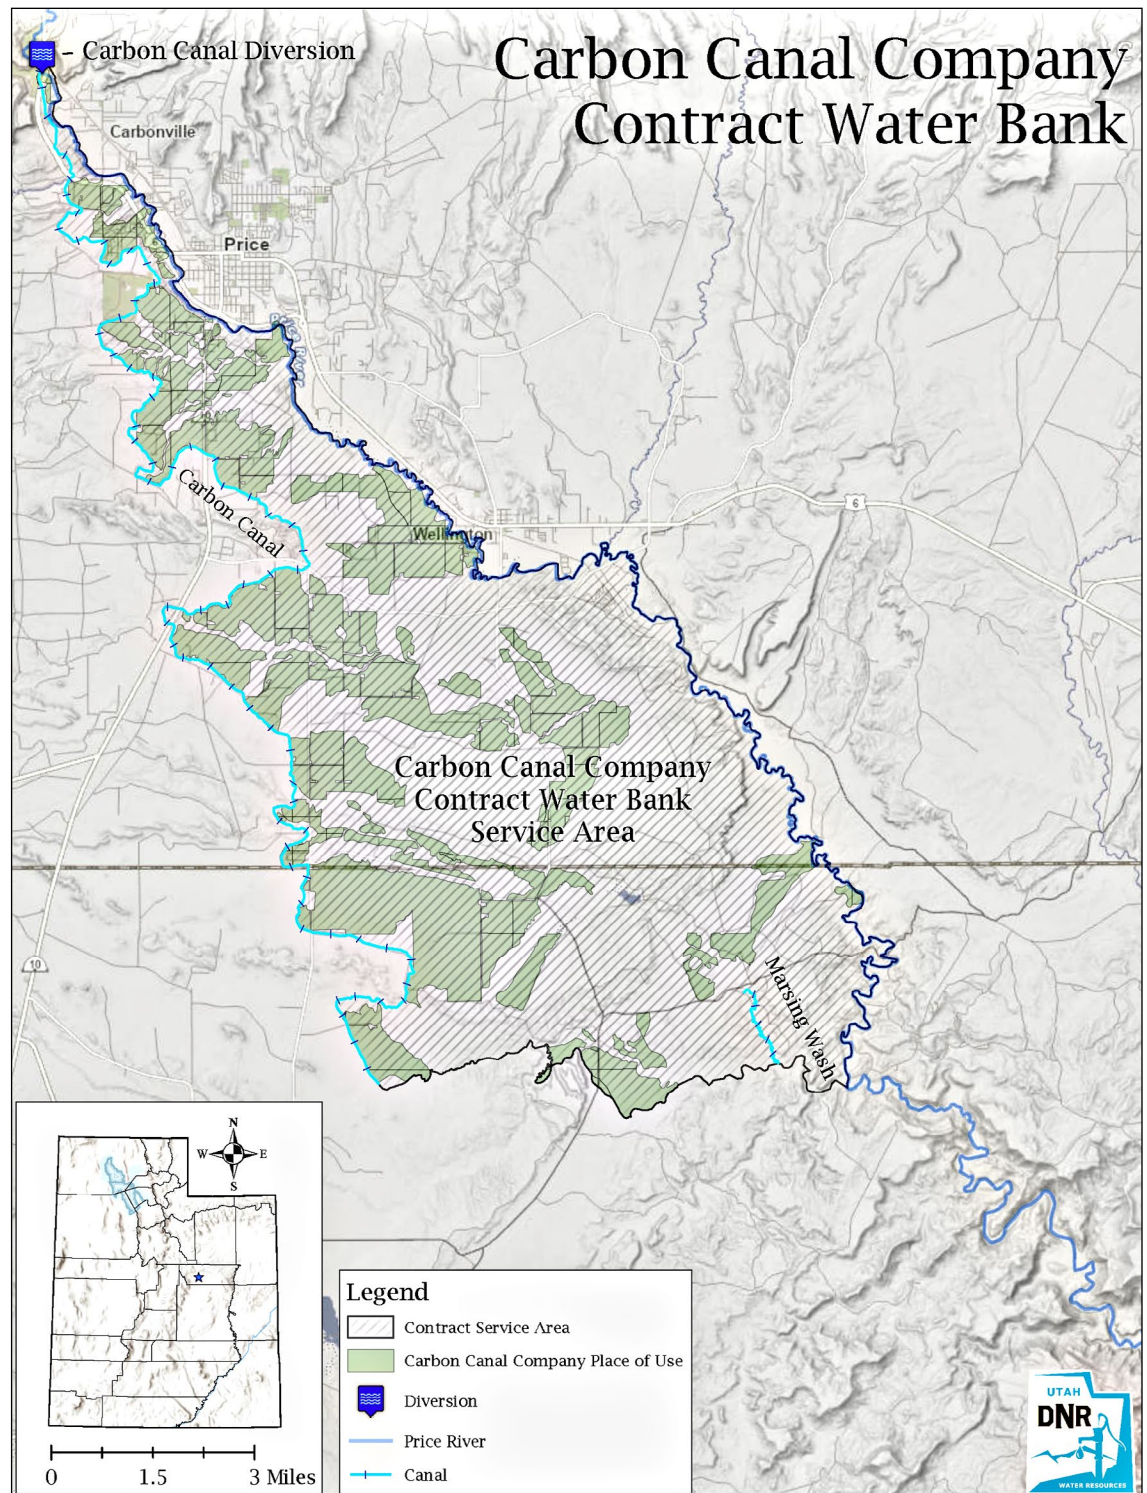 Carbon Canal Company
Contract Water Bank
Carbon Canal Diversion
Carbonville
Price
Price River
Carbon Canal
Wellington
6
Carbon Canal Company
Contract Water Bank
Service Area
10
Marsing Wash
N
W E
S
0 1.5 3 Miles
Legend
Contract Service Area
Carbon Canal Company Place of Use
Diversion
Price River
Canal
UTAH
DNR
WATER RESOURCES